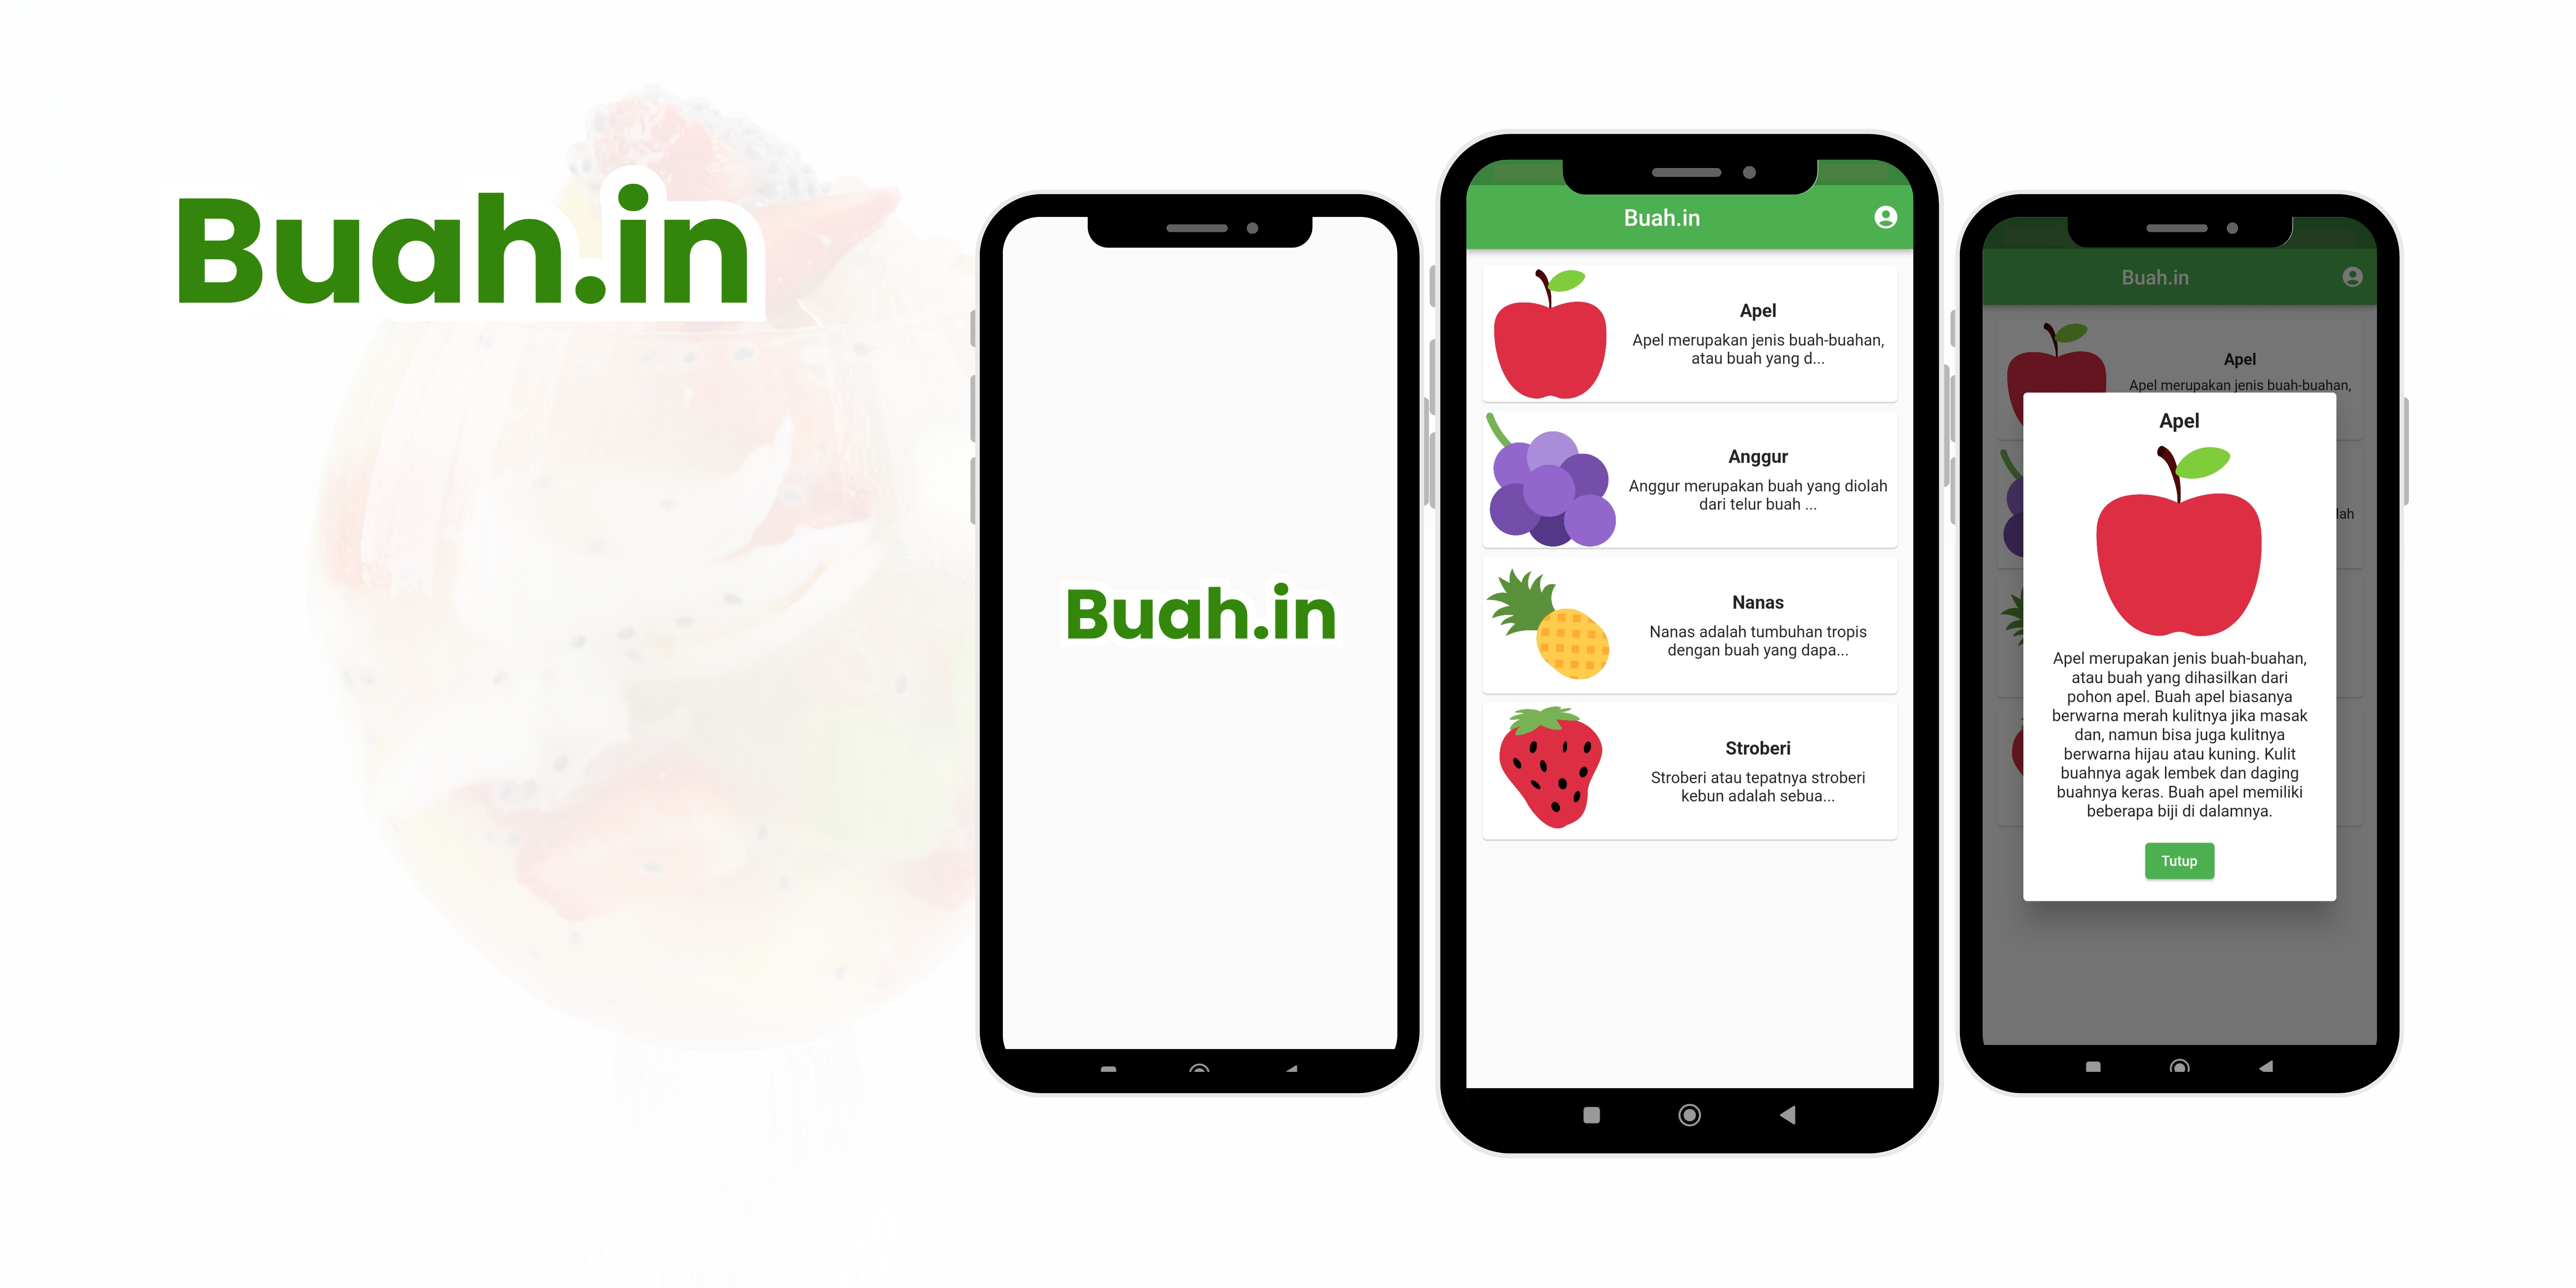 Buah.in
Buah.in
Buah.in
Apel
Apel merupakan jenis buah-buahan,
atau buah yang d...
Anggur
Anggur merupakan buah yang diolah
dari telur buah ...
Nanas
Nanas adalah tumbuhan tropis
dengan buah yang dapa...
Stroberi
Stroberi atau tepatnya stroberi
kebun adalah sebua...
Buah.in
Apel
Apel merupakan jenis buah-buahan,
lah
Apel
Apel merupakan jenis buah-buahan,
atau buah yang dihasilkan dari
pohon apel. Buah apel biasanya
berwarna merah kulitnya jika masak
dan, namun bisa juga kulitnya
berwarna hijau atau kuning. Kulit
buahnya agak lembek dan daging
buahnya keras. Buah apel memiliki
beberapa biji di dalamnya.
Tutup